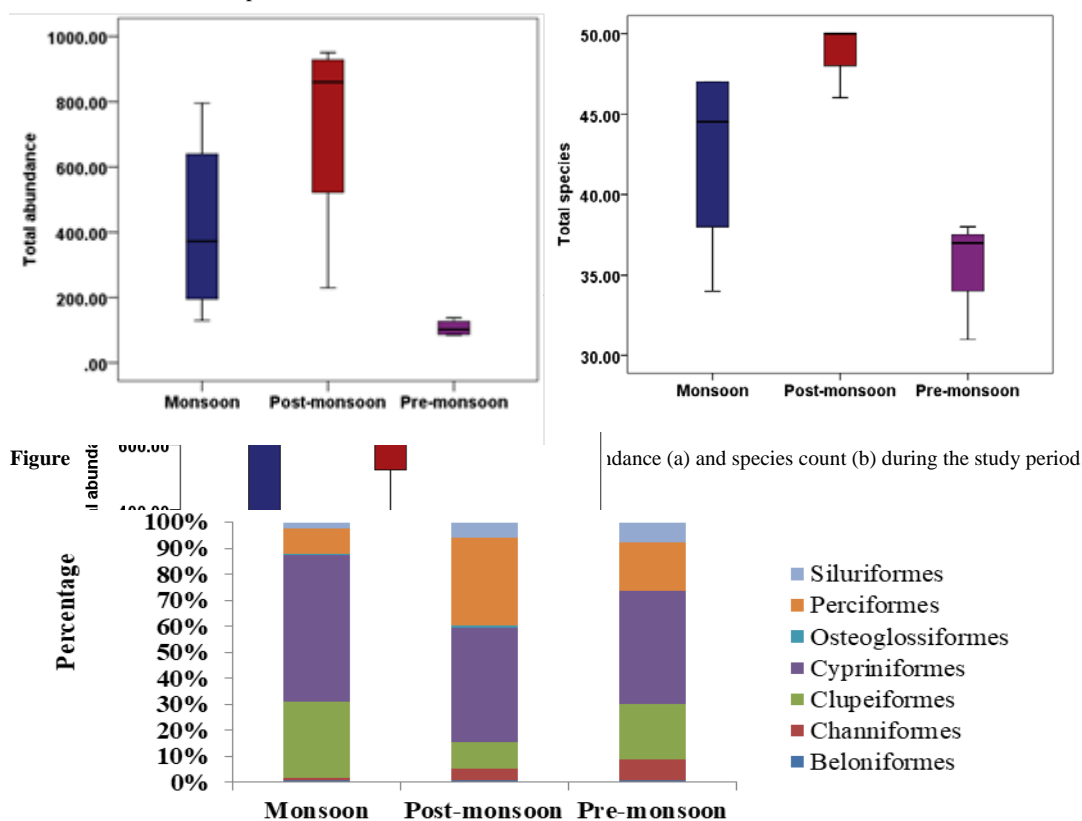 1000.00
800.00
600.00
400.00
200.00
.00
Total abundance
Monsoon Post-monsoon Pre-monsoon
50.00
45.00
40.00
35.00
30.00
Total species
Monsoon Post-monsoon Pre-monsoon
Figure (a) and species count (b) during the study period
600.00
abunda
100%
90%
80%
70%
60%
50%
40%
30%
20%
10%
0%
Percentage
Monsoon Post-monsoon Pre-monsoon
Siluriformes
Perciformes
Osteoglossiformes
Cypriniformes
Clupeiformes
Channiformes
Beloniformes